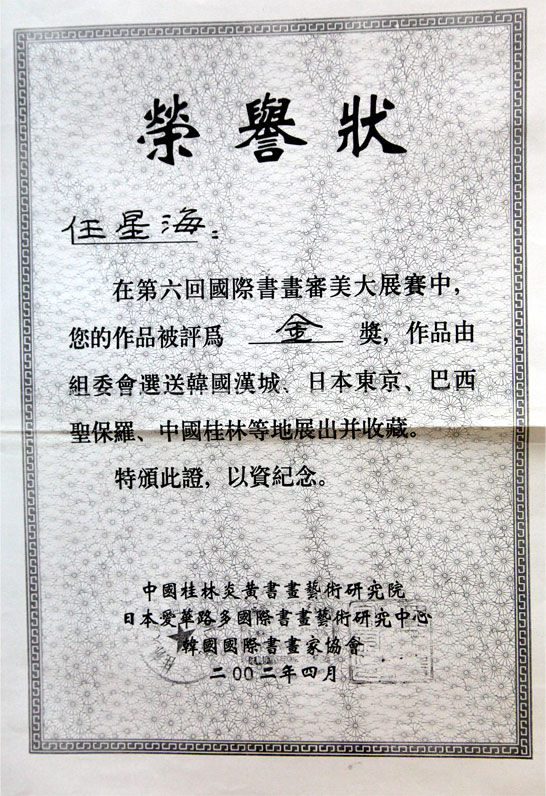 榮譽狀
任星海：
在第六回國際書畫審美大展賽中，
您的作品被評爲 金 獎，作品由
組委會選送韓國漢城、日本東京、巴西
聖保羅、中國桂林等地展出并收藏。
特頒此證，以資紀念。
中國桂林炎黄書畫藝術研究院
日本愛華路多國際書畫藝術研究中心
韓國國際書畫家協會
二00二年四月